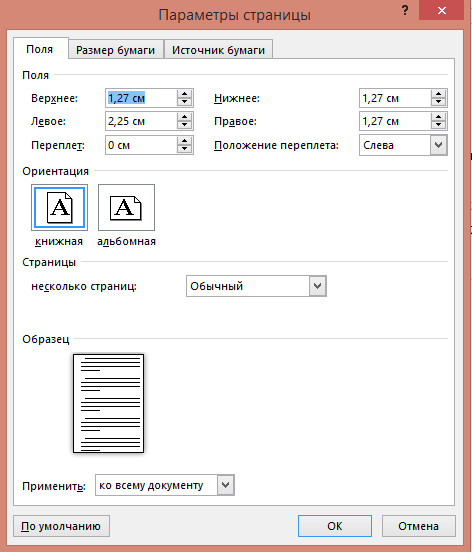 Параметры страницы
?
Поля Размер бумаги Источник бумаги
Поля
Верхнее: 1,27 см Нижнее: 1,27 см
Левое: 2,25 см Правое: 1,27 см
Переплет: 0 см Положение переплета: Слева
Ориентация
A A
книжная альбомная
Страницы
несколько страниц: Обычный
Образец
Применить: ко всему документу
По умолчанию ОК Отмена